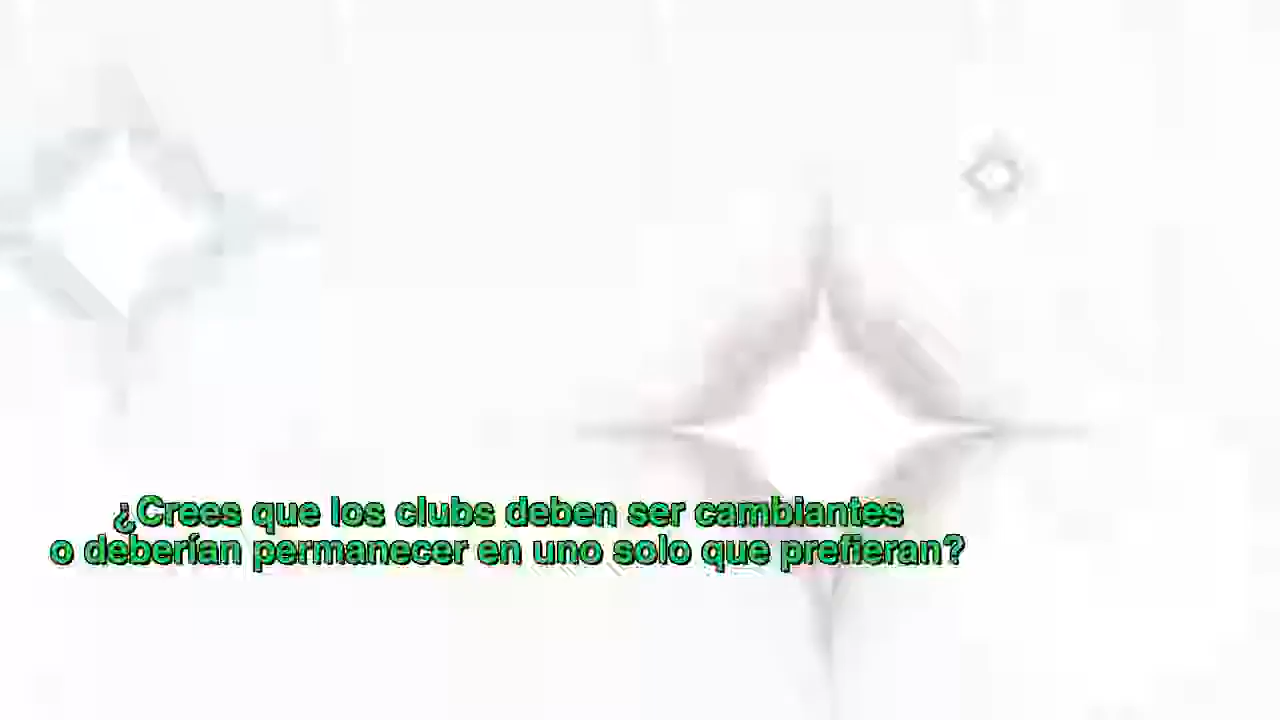 ¿Crees que los clubs deben ser cambiantes
o deberían permanecer en uno solo que prefieran?